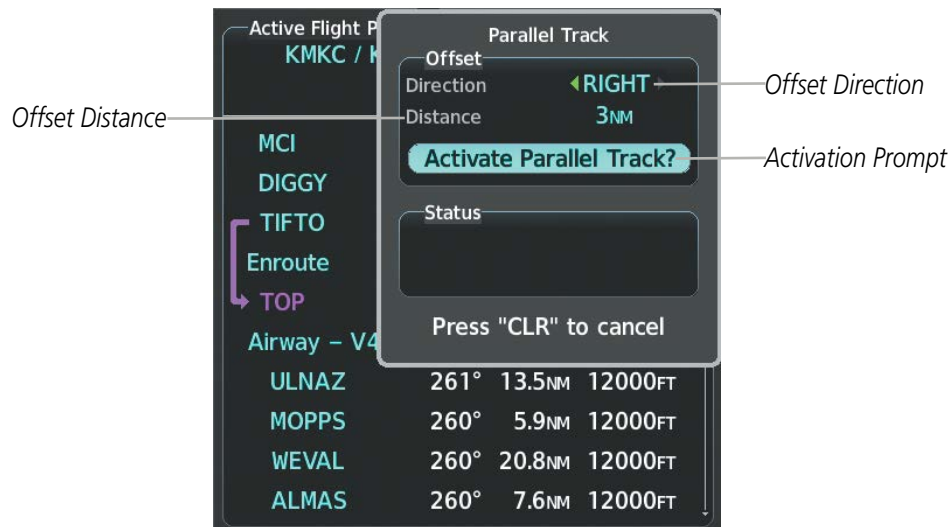 Active Flight P
KMKC / K
MCI
DIGGY
TIFTO
Enroute
TOP
Airway – V4
ULNAZ 261° 13.5NM 12000FT
MOPPS 260° 5.9NM 12000FT
WEVAL 260° 20.8NM 12000FT
ALMAS 260° 7.6NM 12000FT
Parallel Track
Offset
Direction RIGHT
Distance 3NM
Activate Parallel Track?
Status
Press "CLR" to cancel
Offset Distance
Offset Direction
Activation Prompt